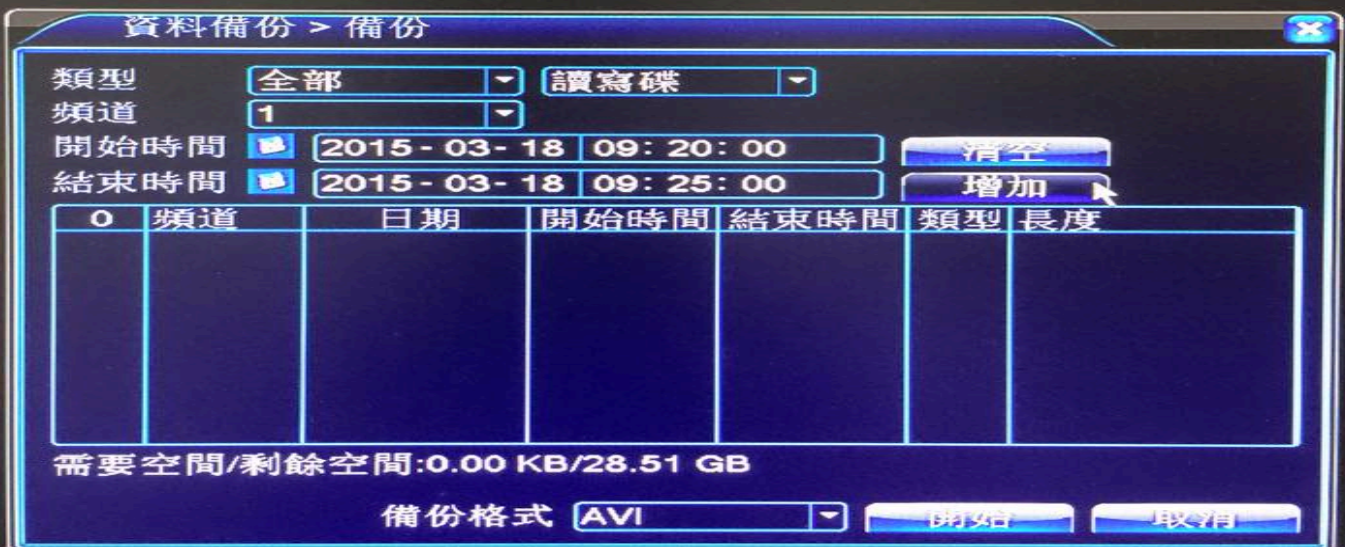 資料備份 > 備份
類型 全部 讀寫碟
頻道 1
開始時間 2015-03-18 09:20:00 清空
結束時間 2015-03-18 09:25:00 增加
0 頻道 日期 開始時間 結束時間 類型 長度
需要空間/剩餘空間:0.00 KB/28.51 GB
備份格式 AVI 開始 取消